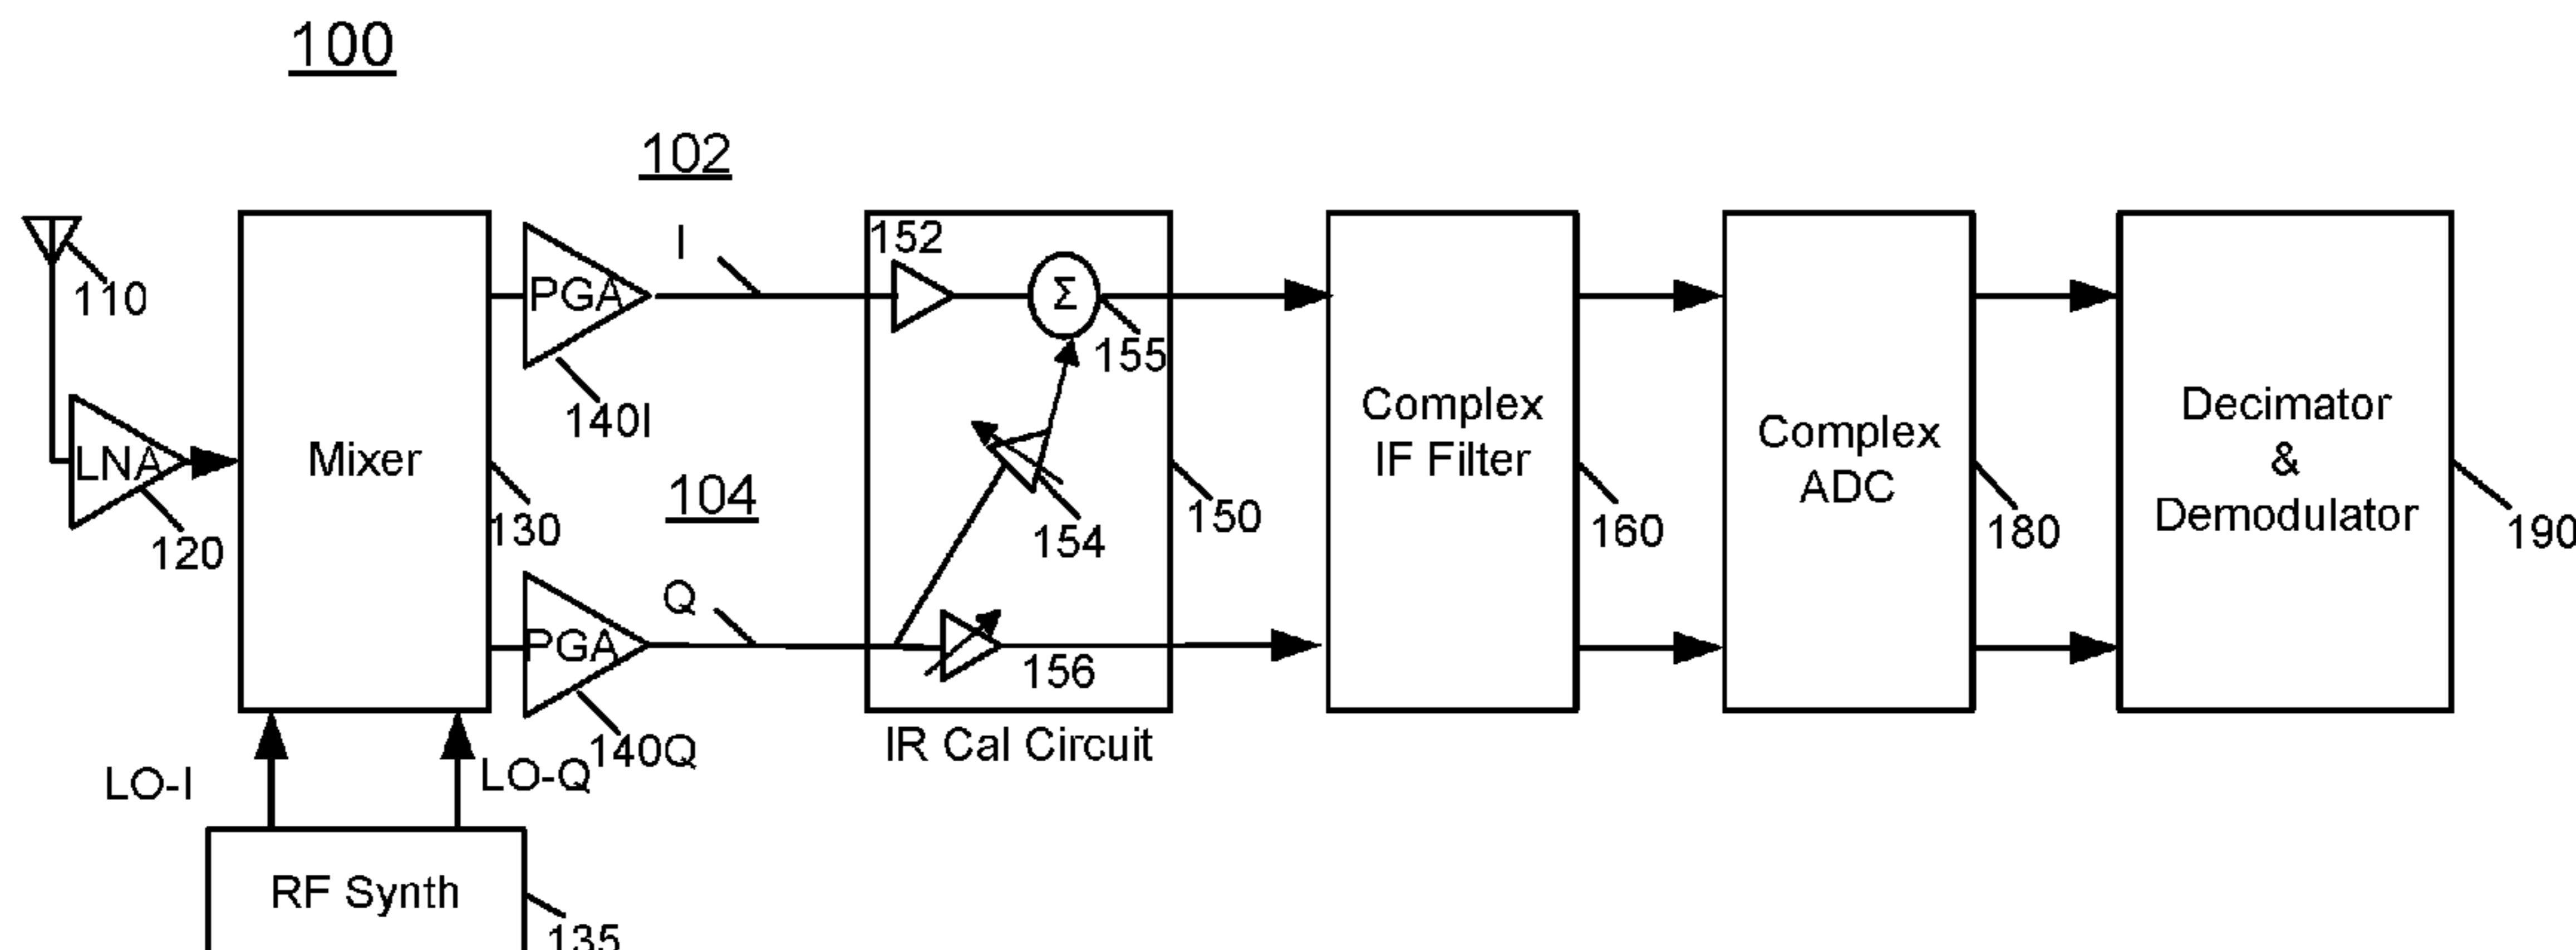 100
102
I
152
PGA
Σ
110
155
140I
Complex
IF Filter
Decimator
&
Demodulator
Complex
ADC
LNA
Mixer
104
130
120
154
150
160
180
190
Q
PGA
156
140Q
IR Cal Circuit
LO-I
LO-Q
RF Synth
135